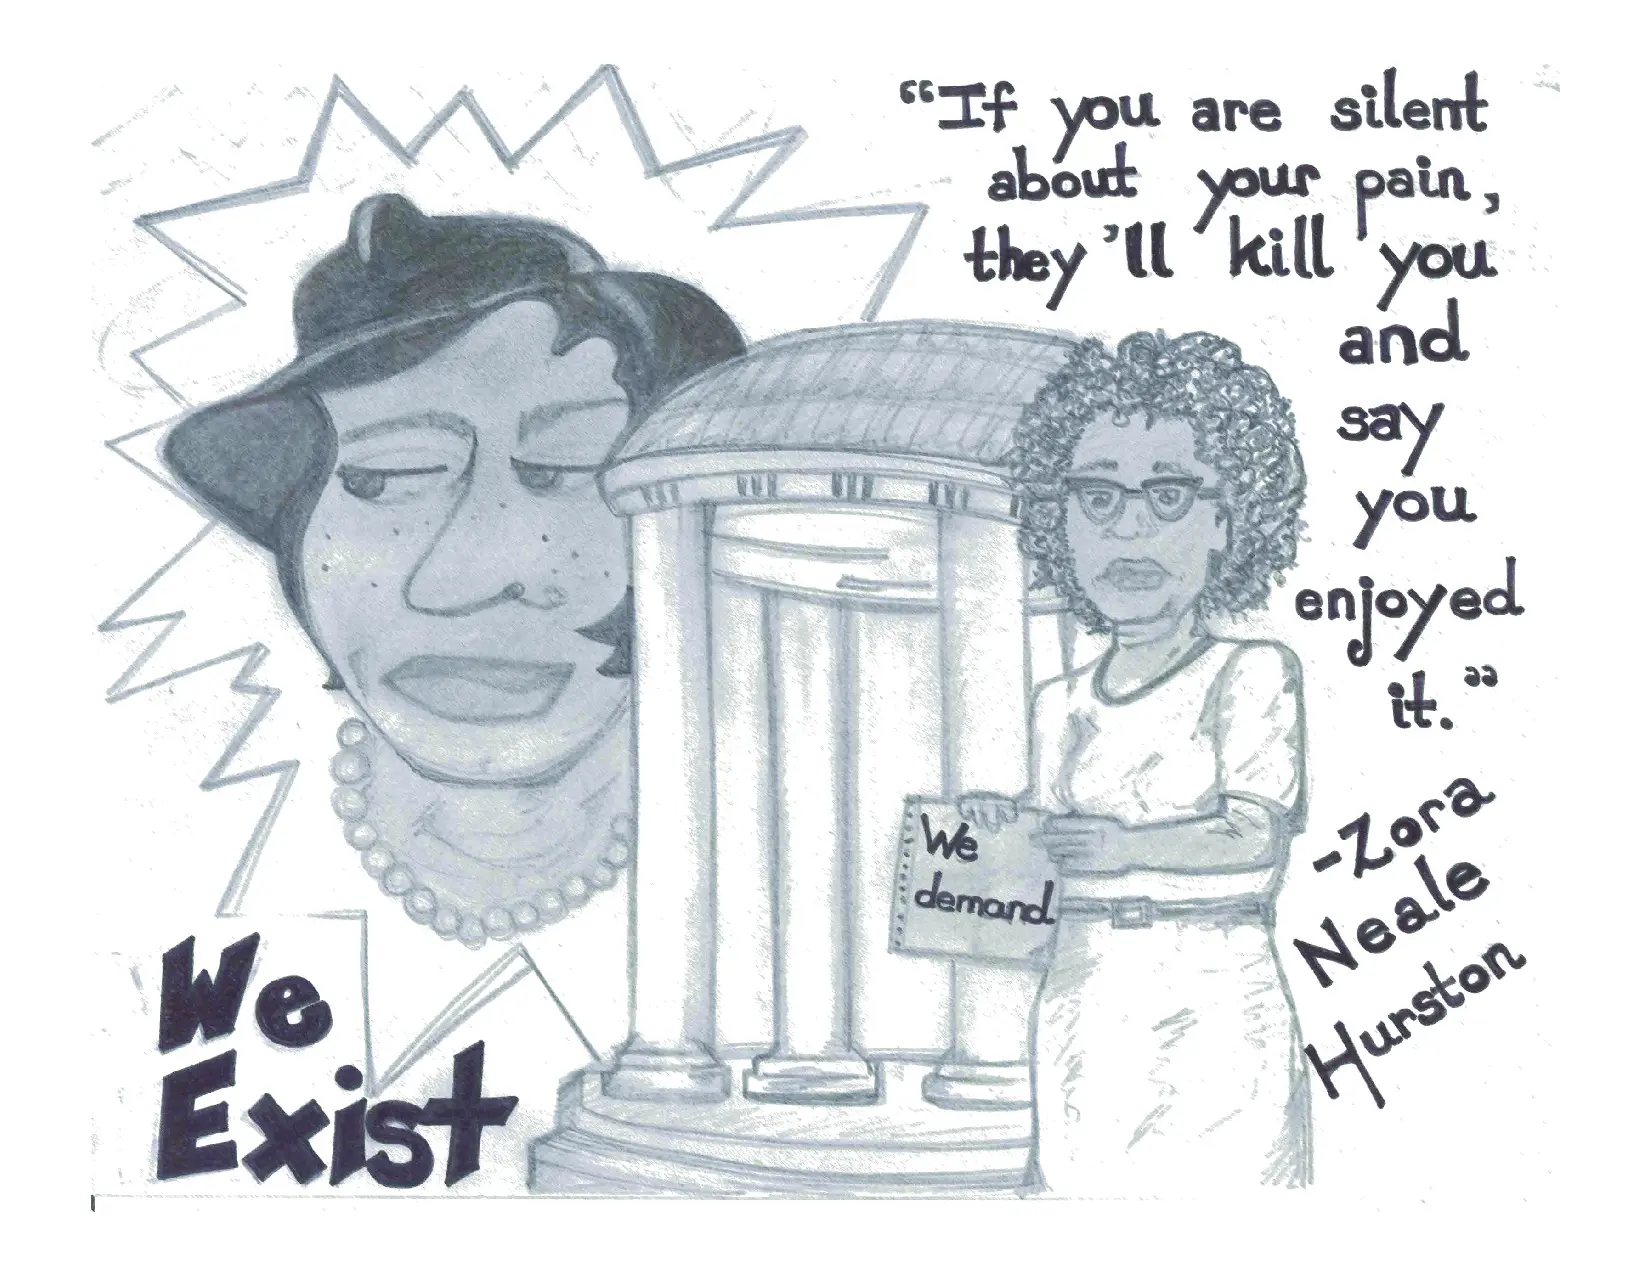 “If you are silent
about your pain,
they’ll kill you
and
say
you
enjoyed
it.”
-Zora
Neale
Hurston
We
demand
We
Exist